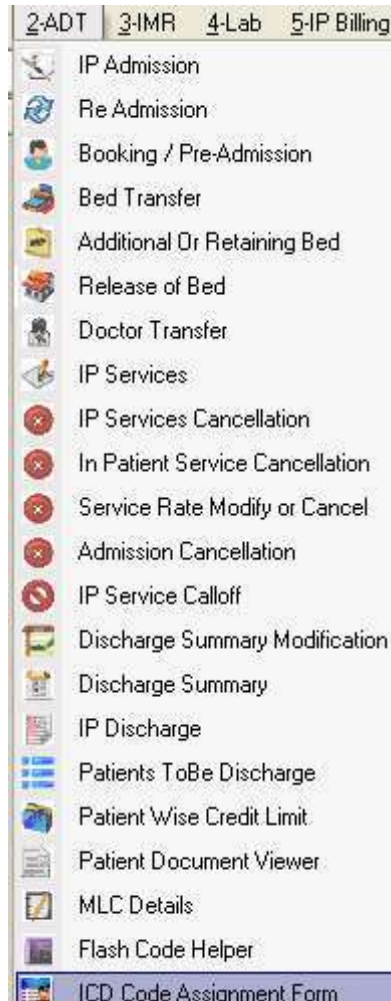 2-ADT 3-IMR 4-Lab 5-IP Billing
IP Admission
Re Admission
Booking / Pre-Admission
Bed Transfer
Additional Or Retaining Bed
Release of Bed
Doctor Transfer
IP Services
IP Services Cancellation
In Patient Service Cancellation
Service Rate Modify or Cancel
Admission Cancellation
IP Service Calloff
Discharge Summary Modification
Discharge Summary
IP Discharge
Patients ToBe Discharge
Patient Wise Credit Limit
Patient Document Viewer
MLC Details
Flash Code Helper
ICD Code Assignment Form